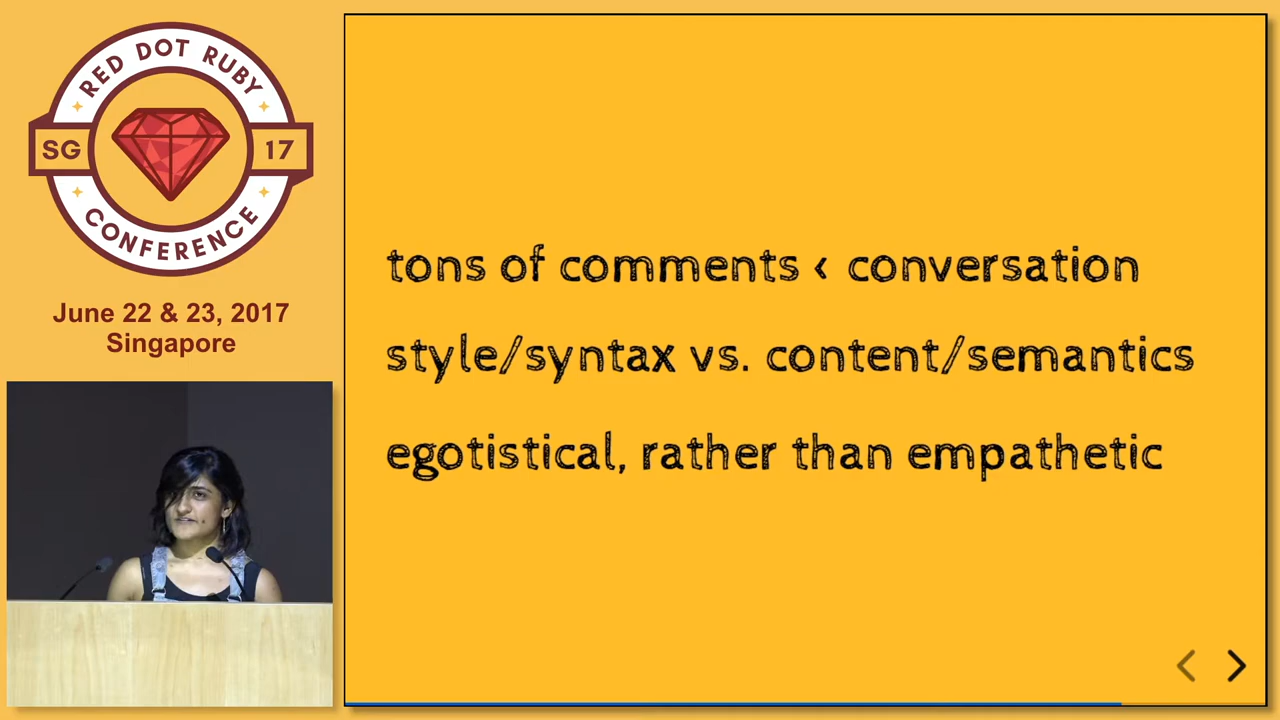 RED DOT RUBY
SG 17
CONFERENCE
June 22 & 23, 2017
Singapore
tons of comments < conversation
style/syntax vs. content/semantics
egotistical, rather than empathetic